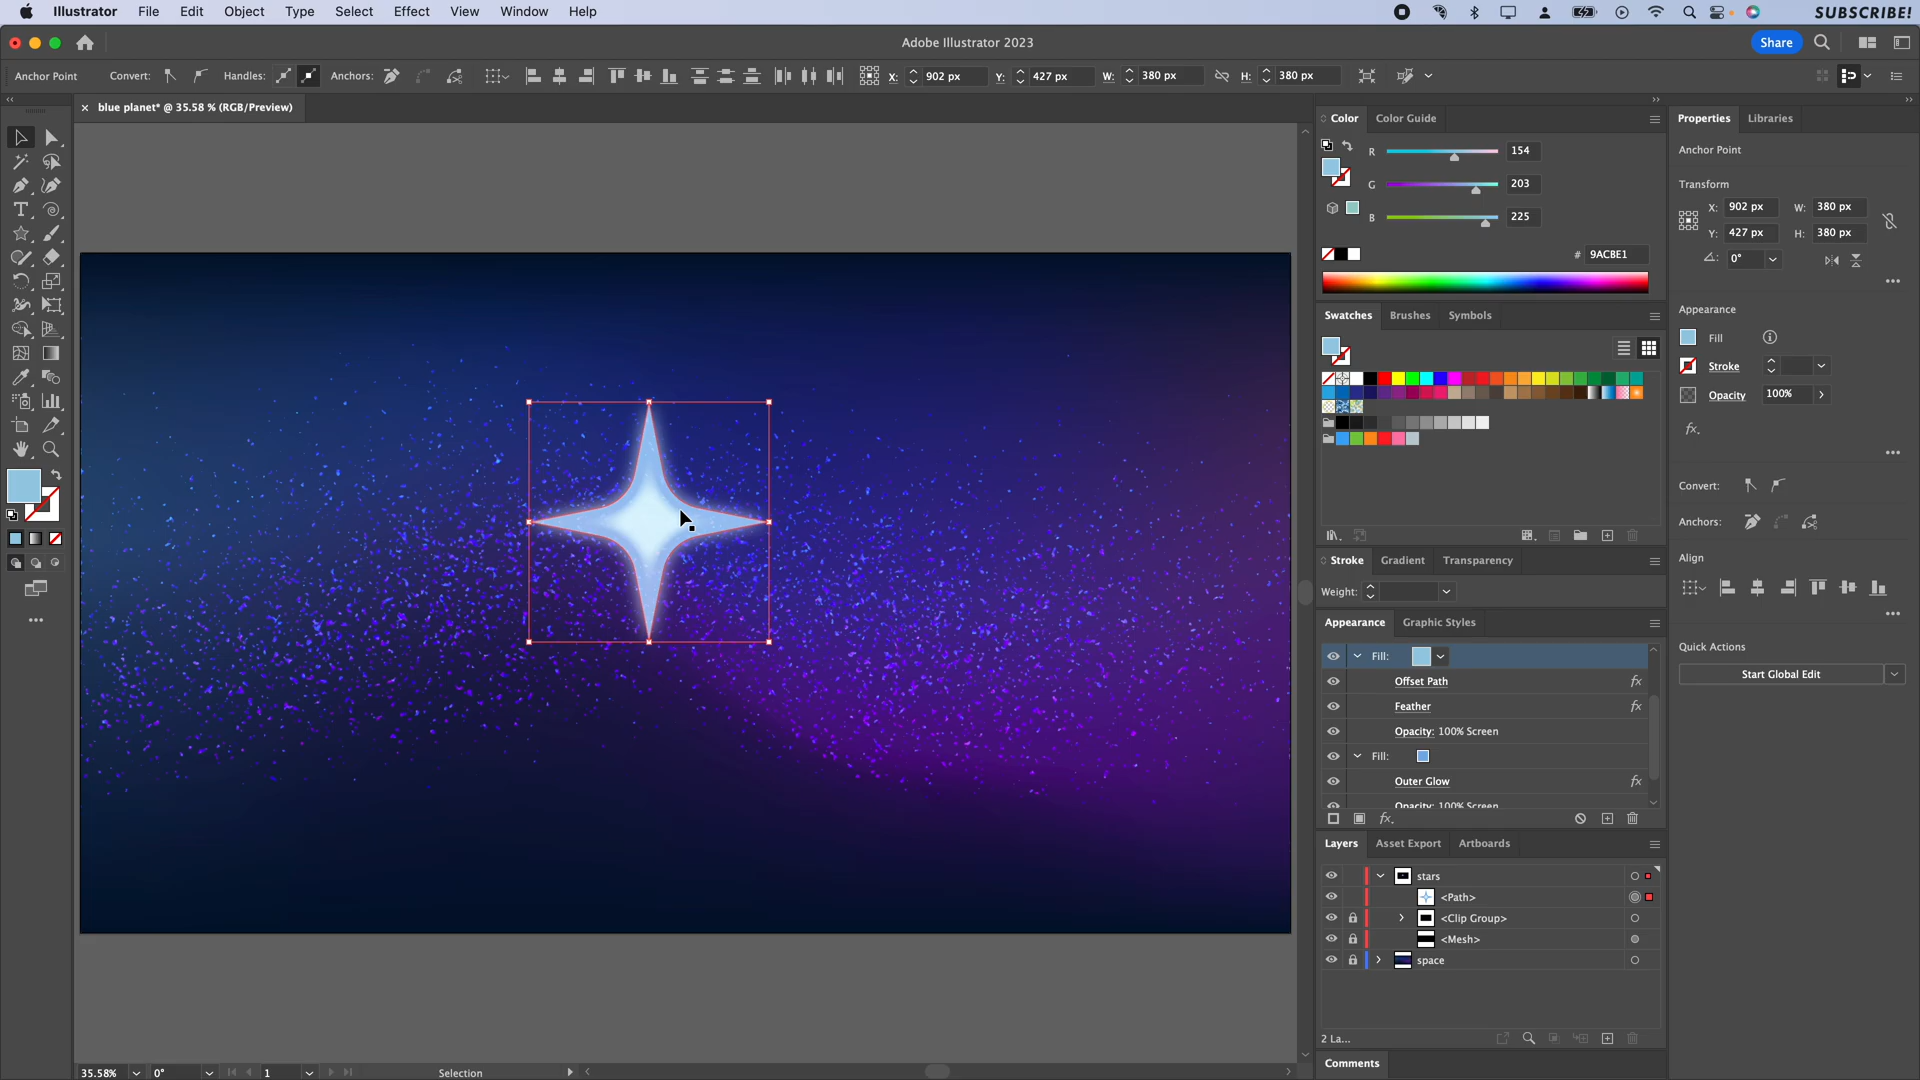 Illustrator File Edit Object Type Select Effect View Window Help
SUBSCRIBE!
Adobe Illustrator 2023
Share
Anchor Point Convert: Handles: Anchors: X: 902 px Y: 427 px W: 380 px H: 380 px
× blue planet* @ 35.58 % (RGB/Preview)
Color Color Guide
R 154
G 203
B 225
# 9ACBE1
Swatches Brushes Symbols
Stroke Gradient Transparency
Weight:
Appearance Graphic Styles
Fill:
Offset Path fx
Feather fx
Opacity: 100% Screen
Fill:
Outer Glow fx
Opacity: 100% Screen
fx.
Layers Asset Export Artboards
stars
<Path>
<Clip Group>
<Mesh>
space
2 La...
Comments
Properties Libraries
Anchor Point
Transform
X: 902 px W: 380 px
Y: 427 px H: 380 px
0°
Appearance
Fill
Stroke
Opacity 100%
fx.
Convert:
Anchors:
Align
Quick Actions
Start Global Edit
35.58% 0° 1 Selection